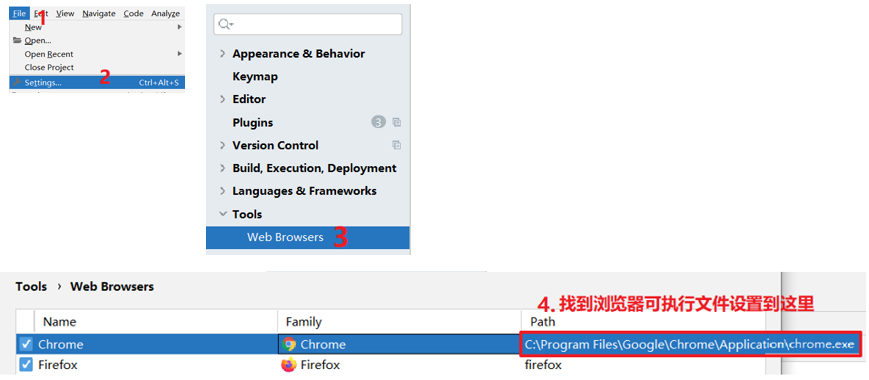 File Edit View Navigate Code Analyze
1
New
Open...
Open Recent
Close Project
2
Settings... Ctrl+Alt+S
Appearance & Behavior
Keymap
Editor
Plugins 3
Version Control
Build, Execution, Deployment
Languages & Frameworks
Tools
Web Browsers 3
Tools › Web Browsers
4.找到浏览器可执行文件设置到这里
Name Family Path
Chrome Chrome C:\Program Files\Google\Chrome\Application\chrome.exe
Firefox Firefox firefox